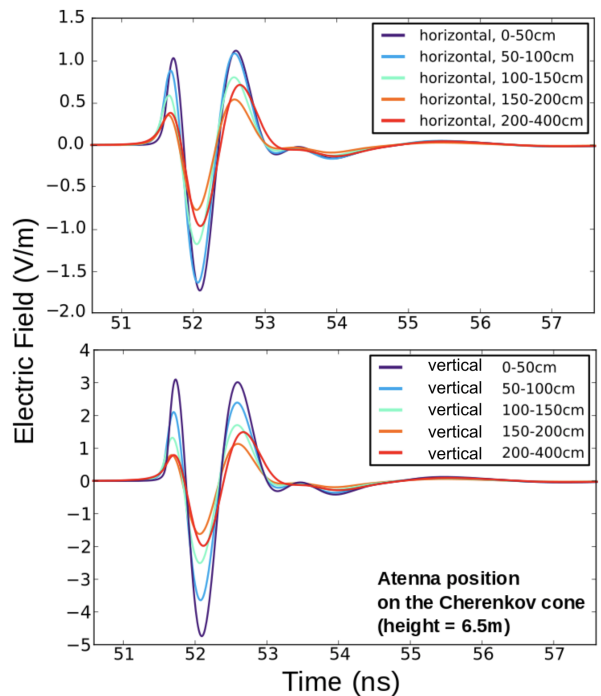 1.5
1.0
0.5
0.0
−0.5
−1.0
−1.5
−2.0
horizontal, 0-50cm
horizontal, 50-100cm
horizontal, 100-150cm
horizontal, 150-200cm
horizontal, 200-400cm
51 52 53 54 55 56 57
Electric Field (V/m)
4
3
2
1
0
−1
−2
−3
−4
−5
vertical 0-50cm
vertical 50-100cm
vertical 100-150cm
vertical 150-200cm
vertical 200-400cm
Atenna position
on the Cherenkov cone
(height = 6.5m)
51 52 53 54 55 56 57
Time (ns)